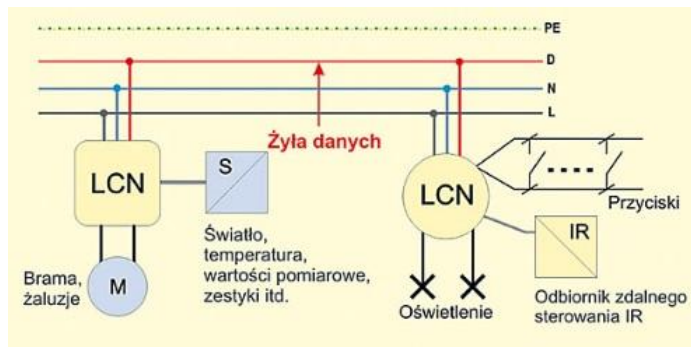 PE
D
N
L
Żyła danych
LCN
S
LCN
Przyciski
IR
Światło,
temperatura,
wartości pomiarowe,
zestyki itd.
Brama,
żaluzje
M
Oświetlenie
Odbiornik zdalnego
sterowania IR